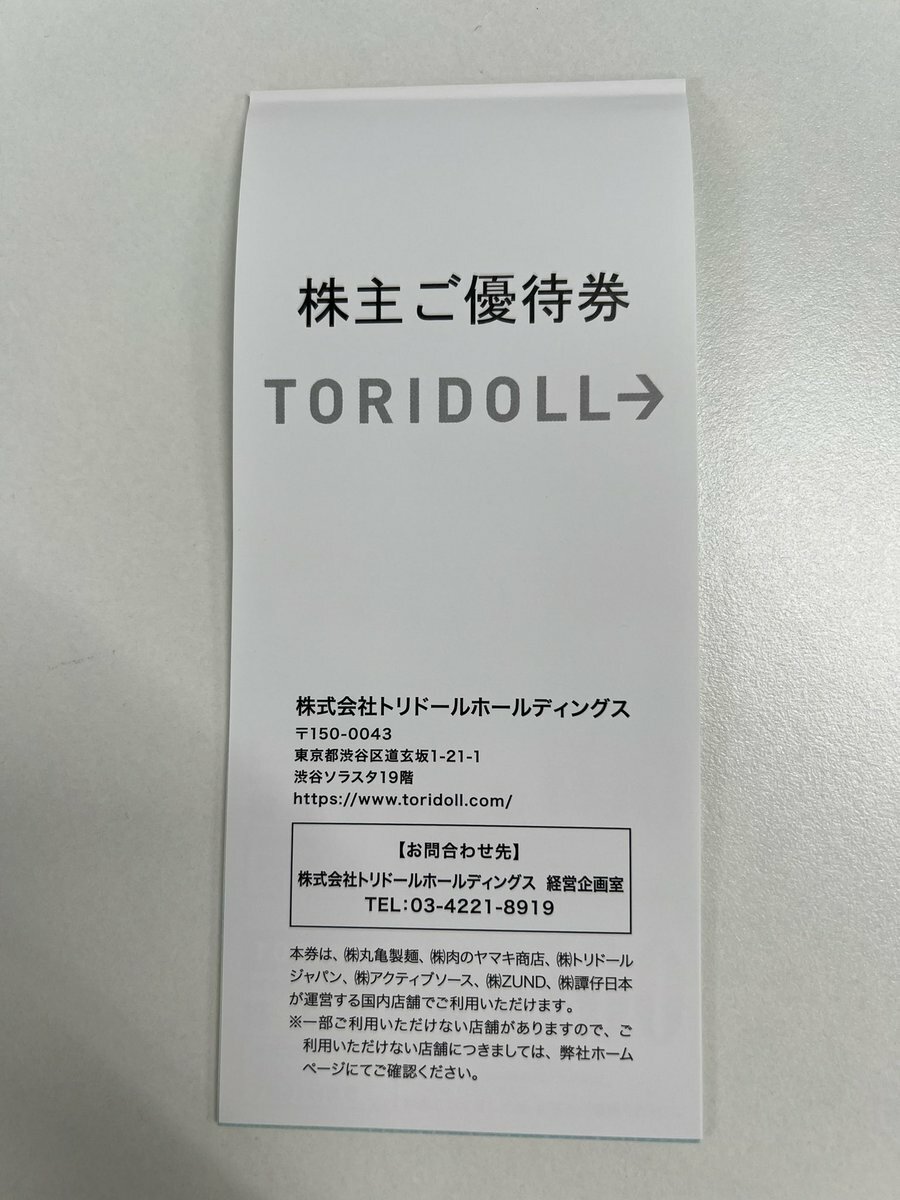 株主ご優待券
TORIDOLL→
株式会社トリドールホールディングス
〒150-0043
東京都渋谷区道玄坂1-21-1
渋谷ソラスタ19階
https://www.toridoll.com/
【お問合わせ先】
株式会社トリドールホールディングス 経営企画室
TEL:03-4221-8919
本券は、㈱丸亀製麺、㈱肉のヤマキ商店、㈱トリドール
ジャパン、㈱アクティブソース、㈱ZUND、㈱譚仔日本
が運営する国内店舗でご利用いただけます。
※一部ご利用いただけない店舗がありますので、ご
利用いただけない店舗につきましては、弊社ホーム
ページにてご確認ください。